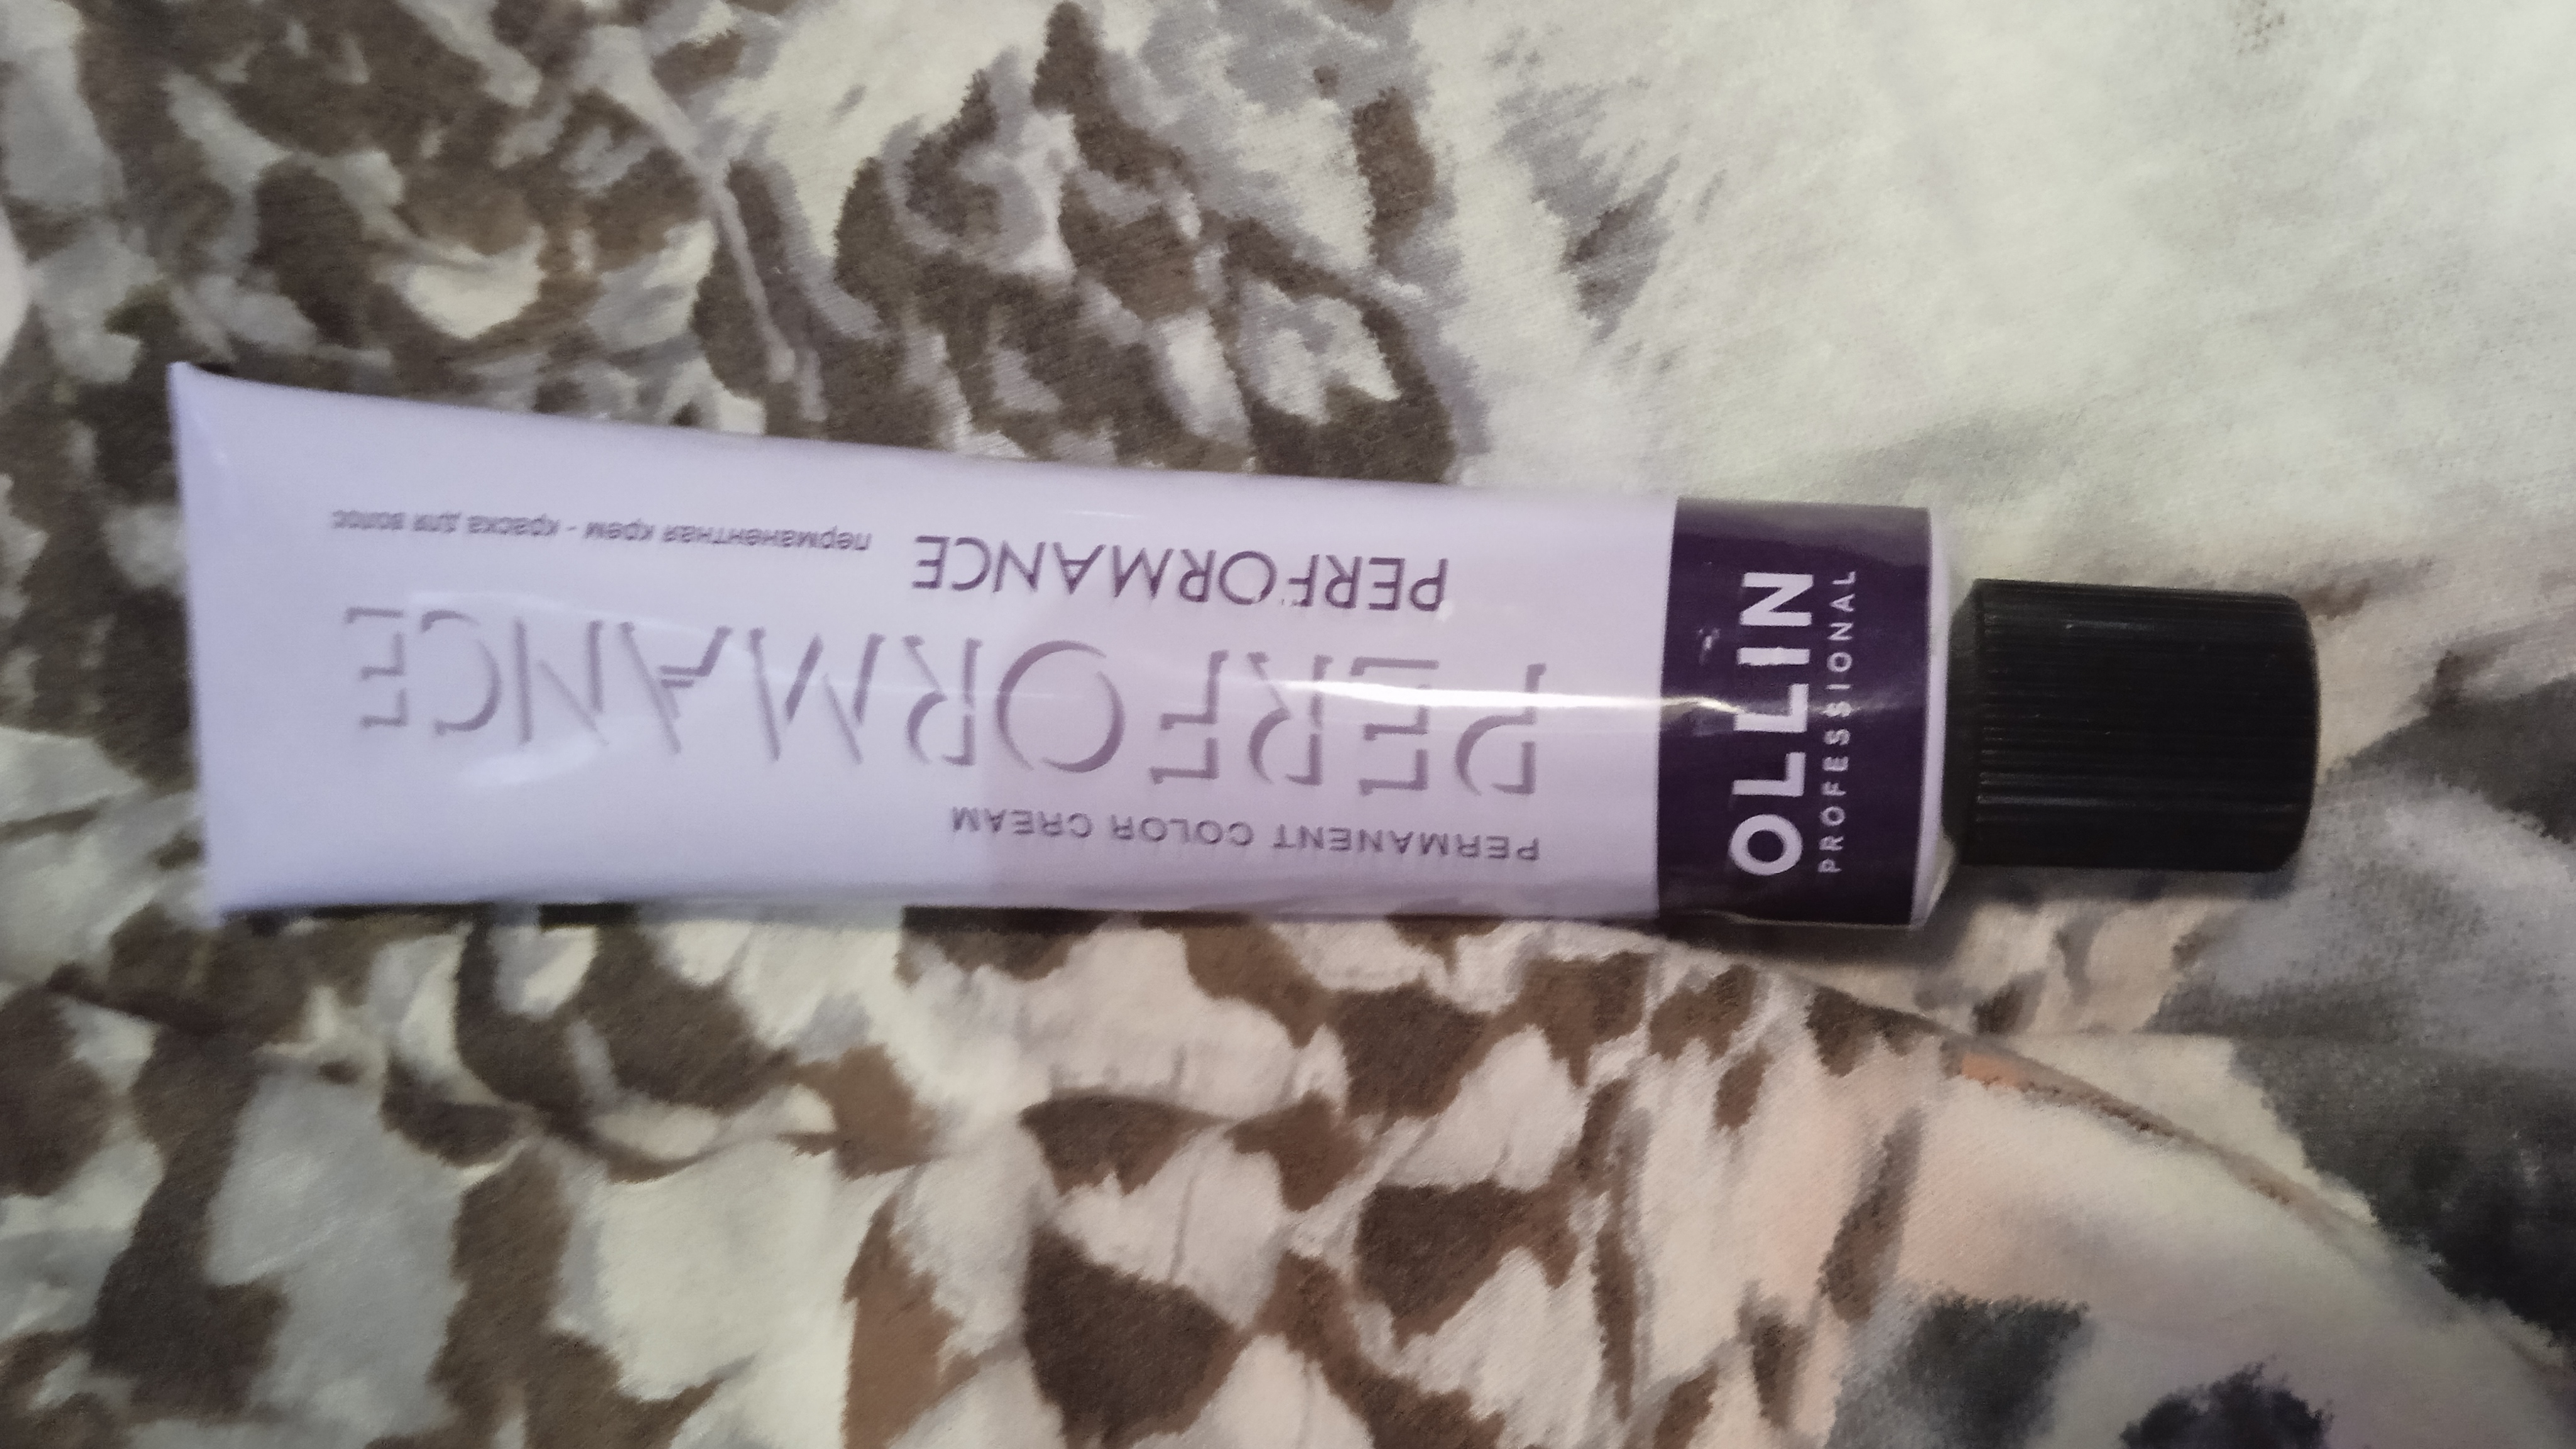 OLLIN
PROFESSIONAL
PERMANENT COLOR CREAM
PERFORMANCE
PERFORMANCE
перманентная крем - краска для волос